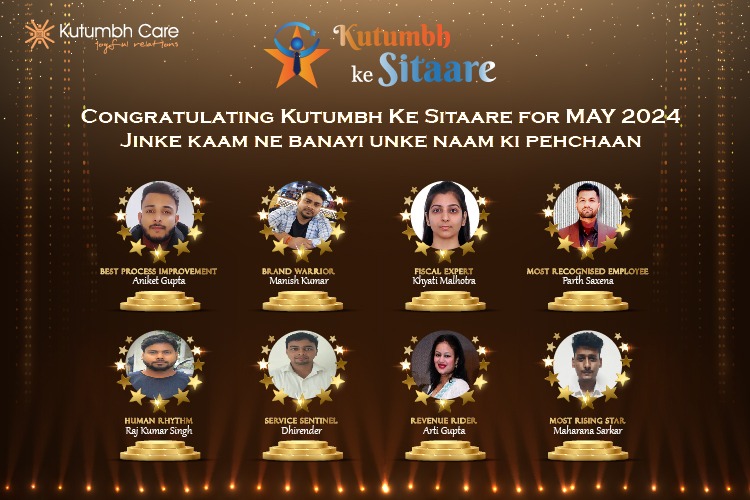 Kutumbh Care
joyful relations
Kutumbh
ke Sitaare
CONGRATULATING KUTUMBH KE SITAARE FOR MAY 2024
JINKE KAAM NE BANAYI UNKE NAAM KI PEHCHAAN
BEST PROCESS IMPROVEMENT
Aniket Gupta
BRAND WARRIOR
Manish Kumar
FISCAL EXPERT
Khyati Malhotra
MOST RECOGNISED EMPLOYEE
Parth Saxena
HUMAN RHYTHM
Raj Kumar Singh
SERVICE SENTINEL
Dhirender
REVENUE RIDER
Arti Gupta
MOST RISING STAR
Maharana Sarkar